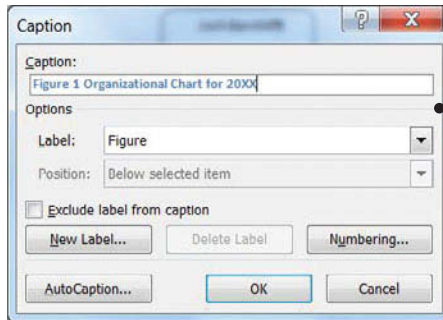 Caption
Caption:
Figure 1 Organizational Chart for 20XX
Options
Label: Figure
Position: Below selected item
Exclude label from caption
New Label... Delete Label Numbering...
AutoCaption... OK Cancel